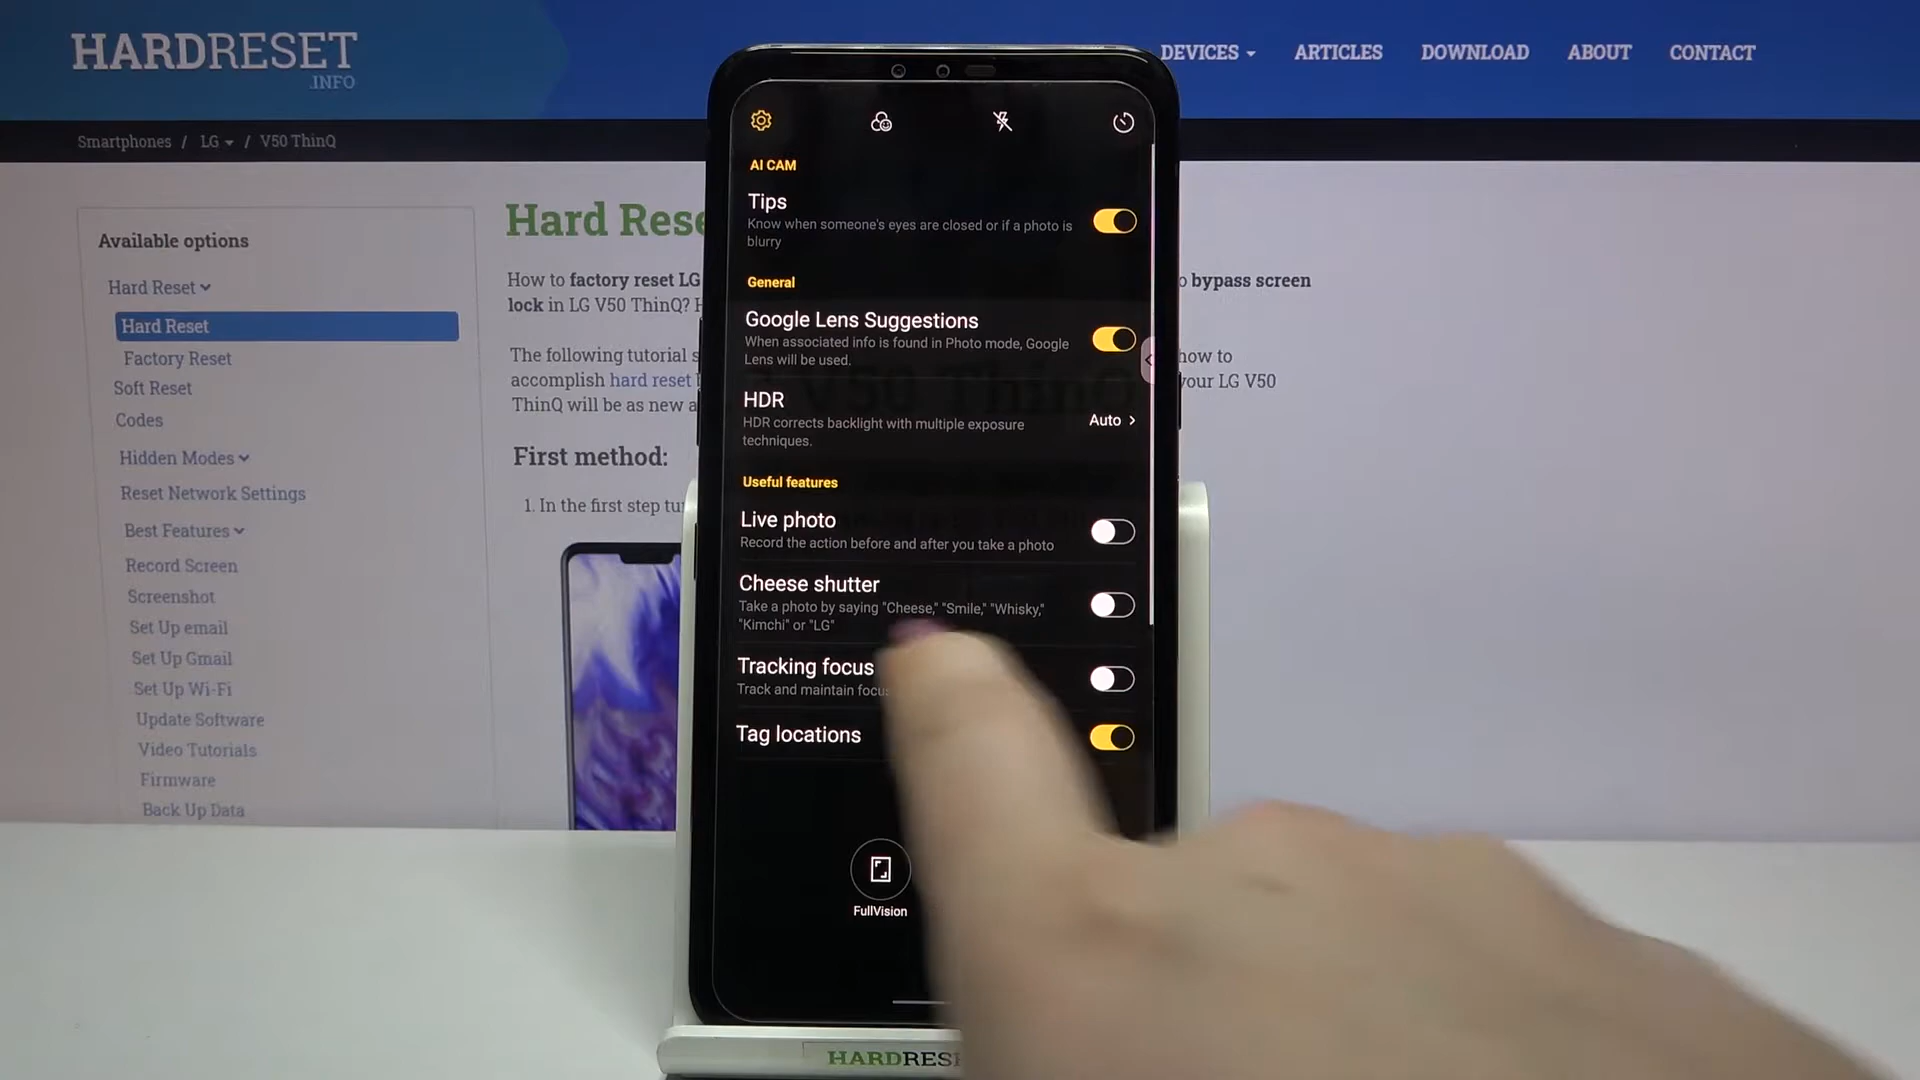 HARDRESET
.INFO
DEVICES
ARTICLES
DOWNLOAD
ABOUT
CONTACT
Smartphones / LG / V50 ThinQ
Available options
Hard Reset
Hard Reset
Factory Reset
Soft Reset
Codes
Hidden Modes
Reset Network Settings
Best Features
Record Screen
Screenshot
Set Up email
Set Up Gmail
Set Up Wi-Fi
Update Software
Video Tutorials
Firmware
Back Up Data
Hard Rese
How to factory reset LG
bypass screen
lock in LG V50 ThinQ?
The following tutorial s
how to
accomplish hard reset
your LG V50
ThinQ will be as new a
First method:
1. In the first step tu
AI CAM
Tips
Know when someone's eyes are closed or if a photo is
blurry
General
Google Lens Suggestions
When associated info is found in Photo mode, Google
Lens will be used.
HDR
HDR corrects backlight with multiple exposure
techniques.
Auto >
Useful features
Live photo
Record the action before and after you take a photo
Cheese shutter
Take a photo by saying "Cheese," "Smile," "Whisky,"
"Kimchi" or "LG"
Tracking focus
Track and maintain focus
Tag locations
FullVision
HARDRES